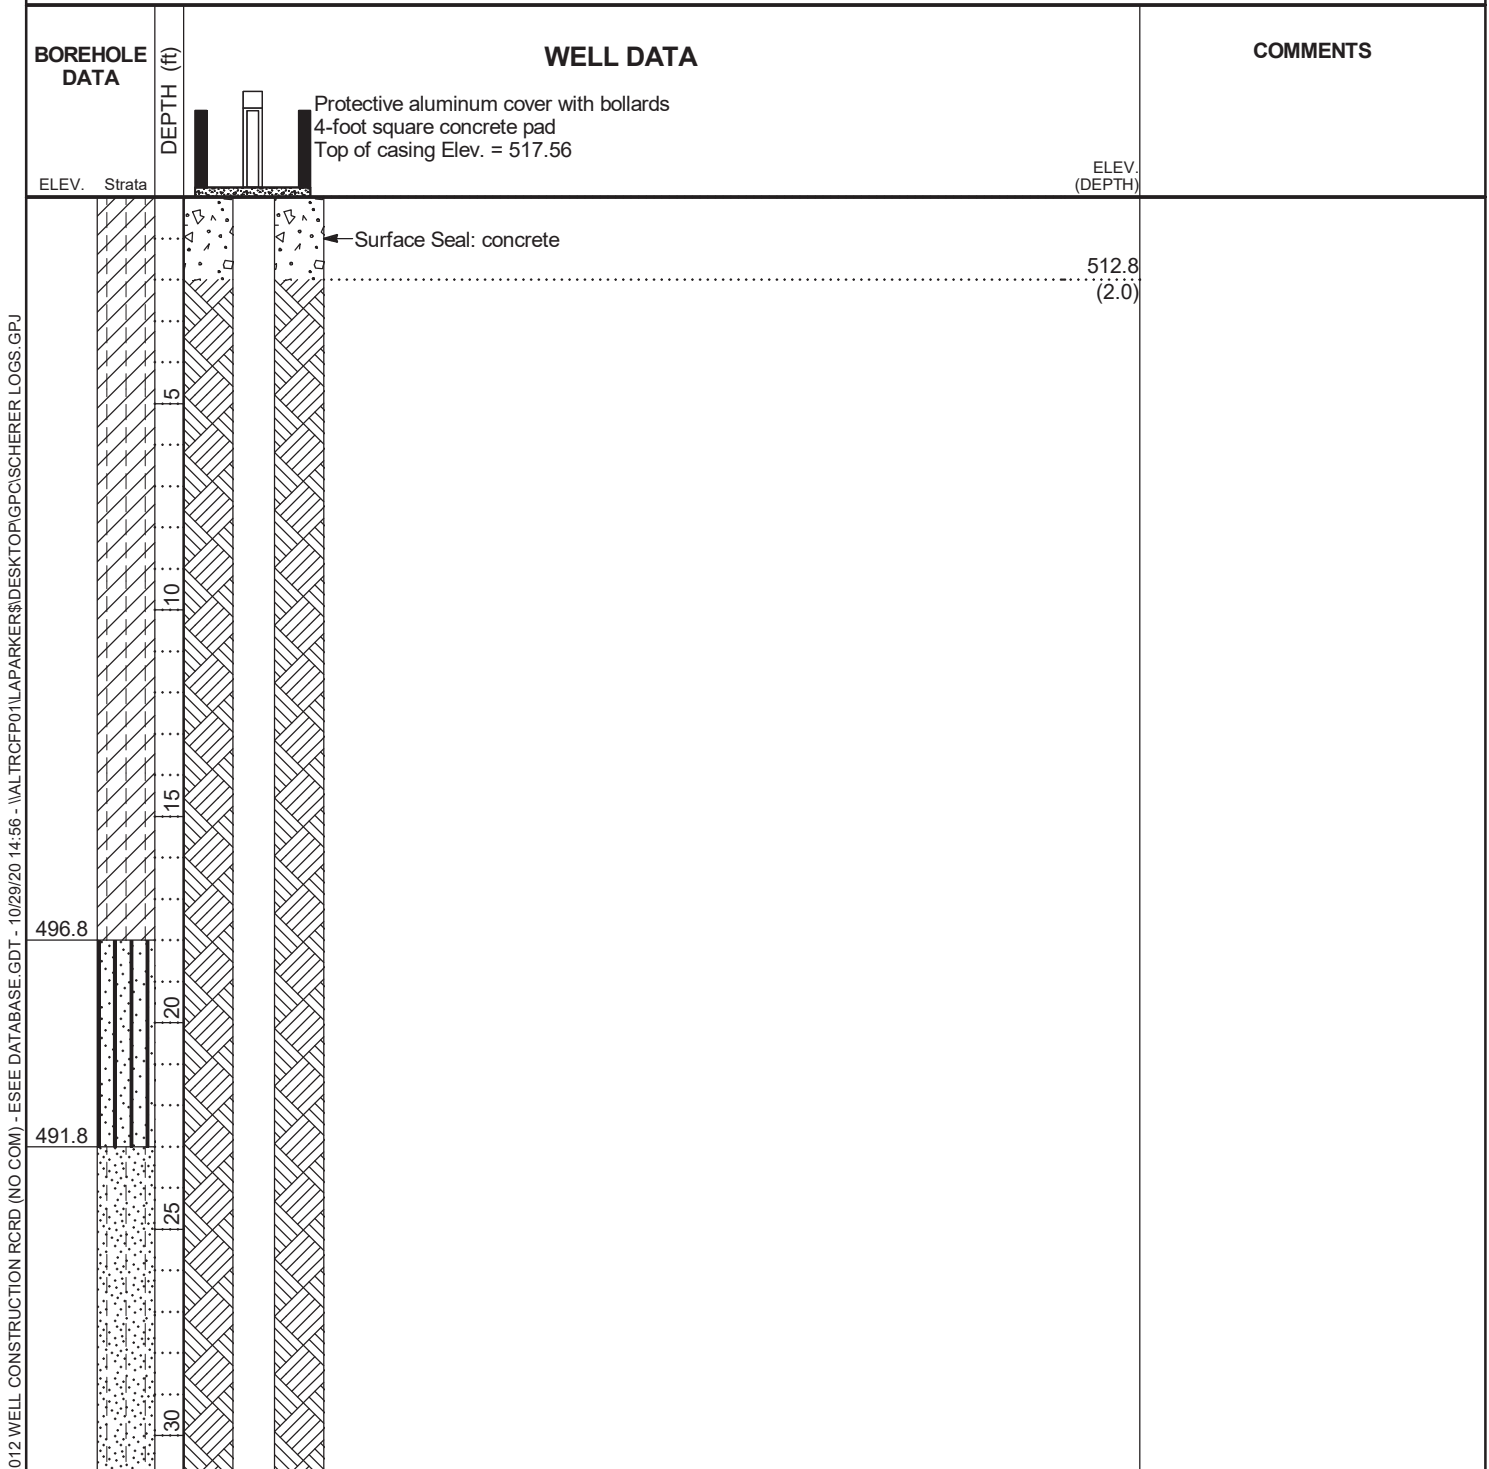 BOREHOLE
DATA
DEPTH (ft)
WELL DATA
COMMENTS
Protective aluminum cover with bollards
4-foot square concrete pad
Top of casing Elev. = 517.56
ELEV.
(DEPTH)
ELEV. Strata
Surface Seal: concrete
512.8
(2.0)
5
10
15
496.8
20
491.8
25
30
012 WELL CONSTRUCTION RCRD (NO COM) - ESEE DATABASE.GDT - 10/29/20 14:56 - \\ALTRCFP01\LAPARKER$\DESKTOP\GPC\SCHERER LOGS.GPJ